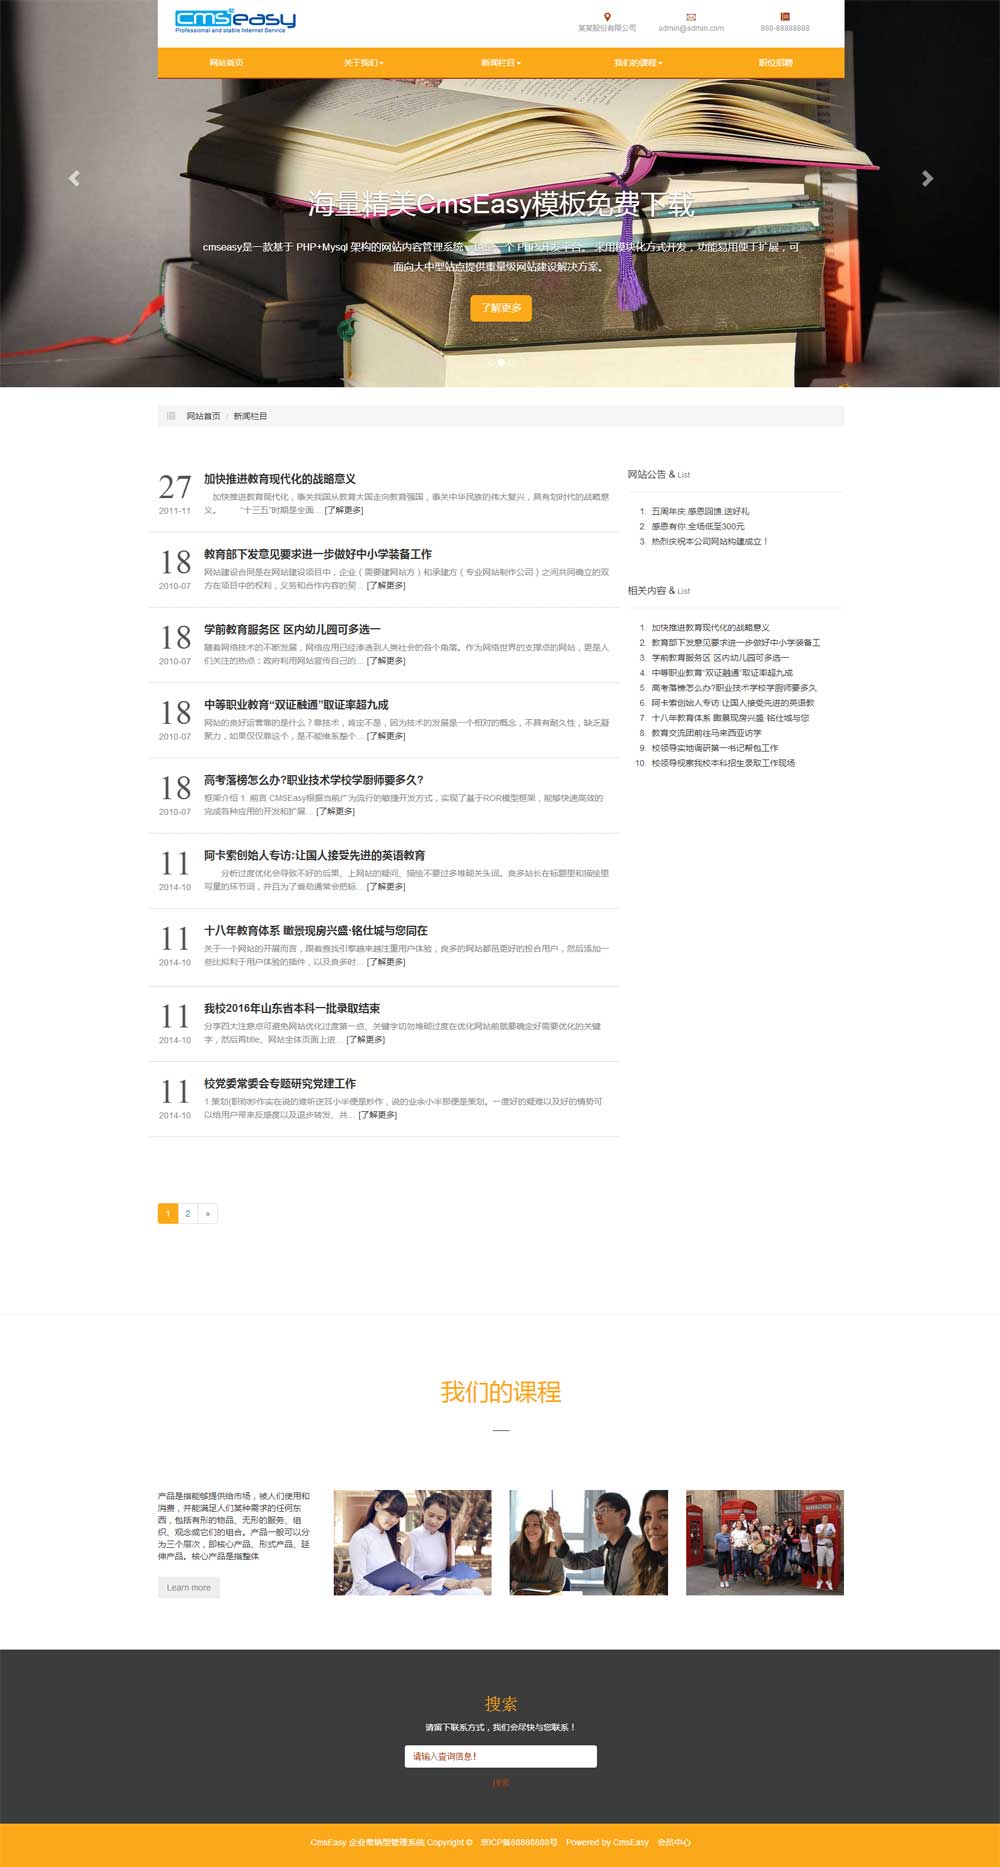 cmseasy
Professional and stable Internet Service
某某股份有限公司
admin@admin.com
888-88888888
网站首页
关于我们
新闻栏目
我们的课程
职位招聘
海量精美CmsEasy模板免费下载
cmseasy是一款基于 PHP+Mysql 架构的网站内容管理系统,也是一个 PHP 开发平台。 采用模块化方式开发，功能易用便于扩展，可
面向大中型站点提供重量级网站建设解决方案。
了解更多
网站首页 / 新闻栏目
27
2011-11
加快推进教育现代化的战略意义
加快推进教育现代化，事关我国从教育大国走向教育强国，事关中华民族的伟大复兴，具有划时代的战略意
义。 “十三五”时期是全面... [了解更多]
18
2010-07
教育部下发意见要求进一步做好中小学装备工作
网站建设合同是在网站建设项目中，企业（需要建网站方）和承建方（专业网站制作公司）之间共同确立的双
方在项目中的权利，义务和合作内容的契... [了解更多]
18
2010-07
学前教育服务区 区内幼儿园可多选一
随着网络技术的不断发展，网络应用已经渗透到人类社会的各个角落。作为网络世界的支撑点的网站，更是人
们关注的热点：政府利用网站宣传自己的... [了解更多]
18
2010-07
中等职业教育“双证融通”取证率超九成
网站的良好运营靠的是什么？靠技术，肯定不是，因为技术的发展是一个相对的概念，不具有耐久性，缺乏凝
聚力，如果仅仅靠这个，是不能维系整个... [了解更多]
18
2010-07
高考落榜怎么办?职业技术学校学厨师要多久?
框架介绍 1. 前言 CMSEasy根据当前广为流行的敏捷开发方式，实现了基于ROR模型框架，能够快速高效的
完成各种应用的开发和扩展... [了解更多]
11
2014-10
阿卡索创始人专访:让国人接受先进的英语教育
分析过度优化会导致不好的后果、上网站的疑问、描绘不要过多堆砌关头词。良多站长在标题里和描绘里
写量的环节词，并且为了省劲通常会把标... [了解更多]
11
2014-10
十八年教育体系 瞰景现房兴盛·铭仕城与您同在
关于一个网站的开展而言，跟着查找引擎越来越注重用户体验，良多的网站都邑更好的投合用户，然后添加一
些比拟利于用户体验的插件，以及良多时... [了解更多]
11
2014-10
我校2016年山东省本科一批录取结束
分享四大注意点可避免网站优化过度第一点、关键字切勿堆砌过度在优化网站前就要确定好需要优化的关键
字，然后再title、网站全体页面上进... [了解更多]
11
2014-10
校党委常委会专题研究党建工作
1.策划(职称)炒作实在说的难听送耳小半便是炒作，说的业余小半那便是策划。一度好的疑难以及好的情势可
以给用户带来反感度以及退步转发、共... [了解更多]
网站公告 & List
1. 五周年庆,感恩回馈,送好礼
2. 感恩有你,全场低至300元
3. 热烈庆祝本公司网站构建成立！
相关内容 & List
1. 加快推进教育现代化的战略意义
2. 教育部下发意见要求进一步做好中小学装备工
3. 学前教育服务区 区内幼儿园可多选一
4. 中等职业教育“双证融通”取证率超九成
5. 高考落榜怎么办?职业技术学校学厨师要多久
6. 阿卡索创始人专访:让国人接受先进的英语教
7. 十八年教育体系 瞰景现房兴盛·铭仕城与您
8. 教育交流团前往马来西亚访学
9. 校领导实地调研第一书记帮包工作
10. 校领导视察我校本科招生录取工作现场
1 2 »
我们的课程
产品是指能够提供给市场，被人们使用和
消费，并能满足人们某种需求的任何东
西，包括有形的物品、无形的服务、组
织、观念或它们的组合。产品一般可以分
为三个层次，即核心产品、形式产品、延
伸产品。核心产品是指整体
Learn more
搜索
请留下联系方式，我们会尽快与您联系！
请输入查询信息！
搜索
CmsEasy 企业营销型管理系统 Copyright © 京ICP备88888888号 Powered by CmsEasy 会员中心